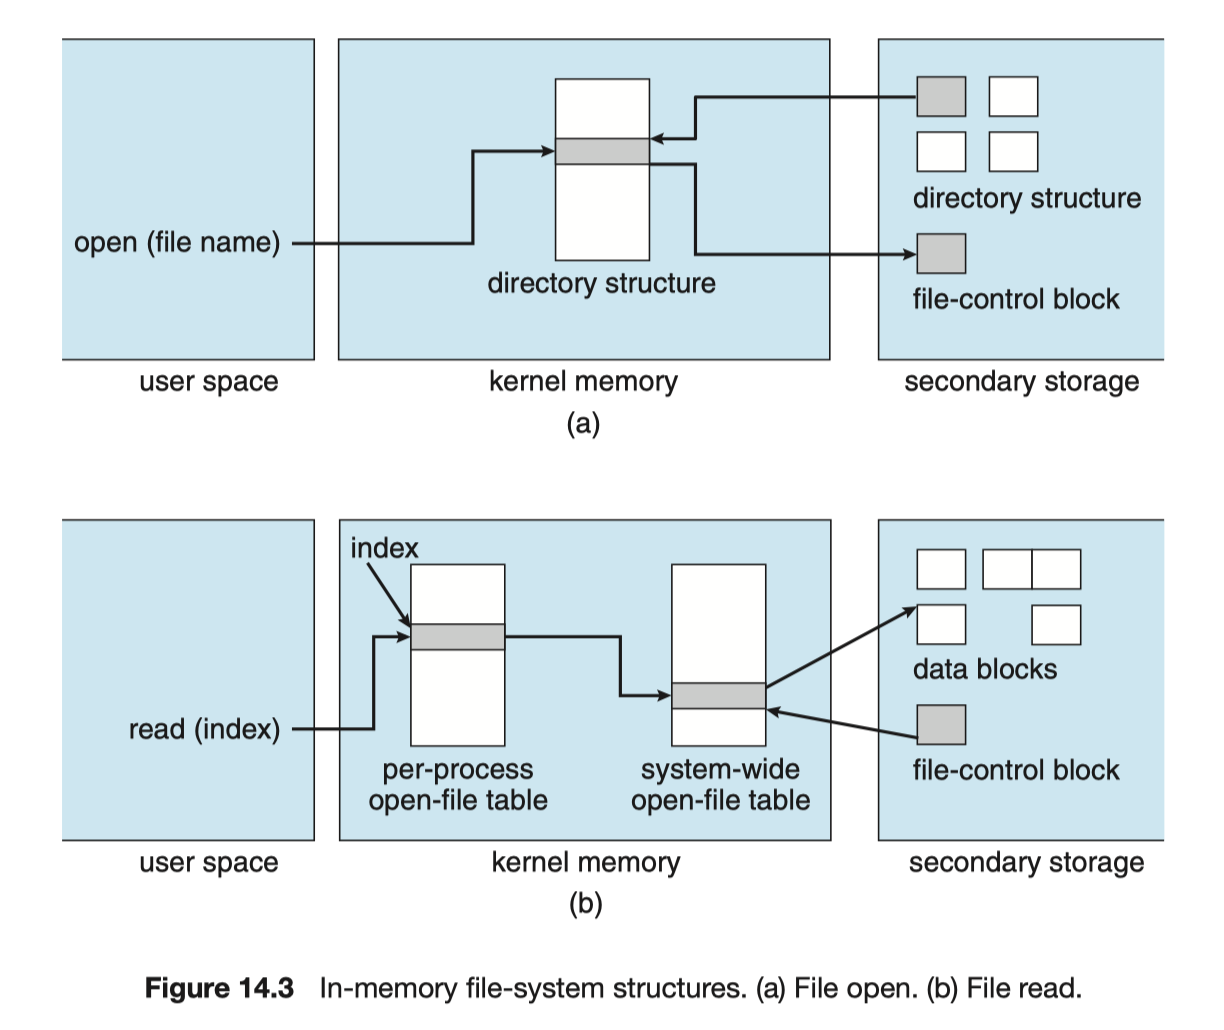 directory structure
open (file name)
directory structure
file-control block
user space
kernel memory
secondary storage
(a)
index
data blocks
read (index)
per-process
open-file table
system-wide
open-file table
file-control block
user space
kernel memory
secondary storage
(b)
Figure 14.3 In-memory file-system structures. (a) File open. (b) File read.